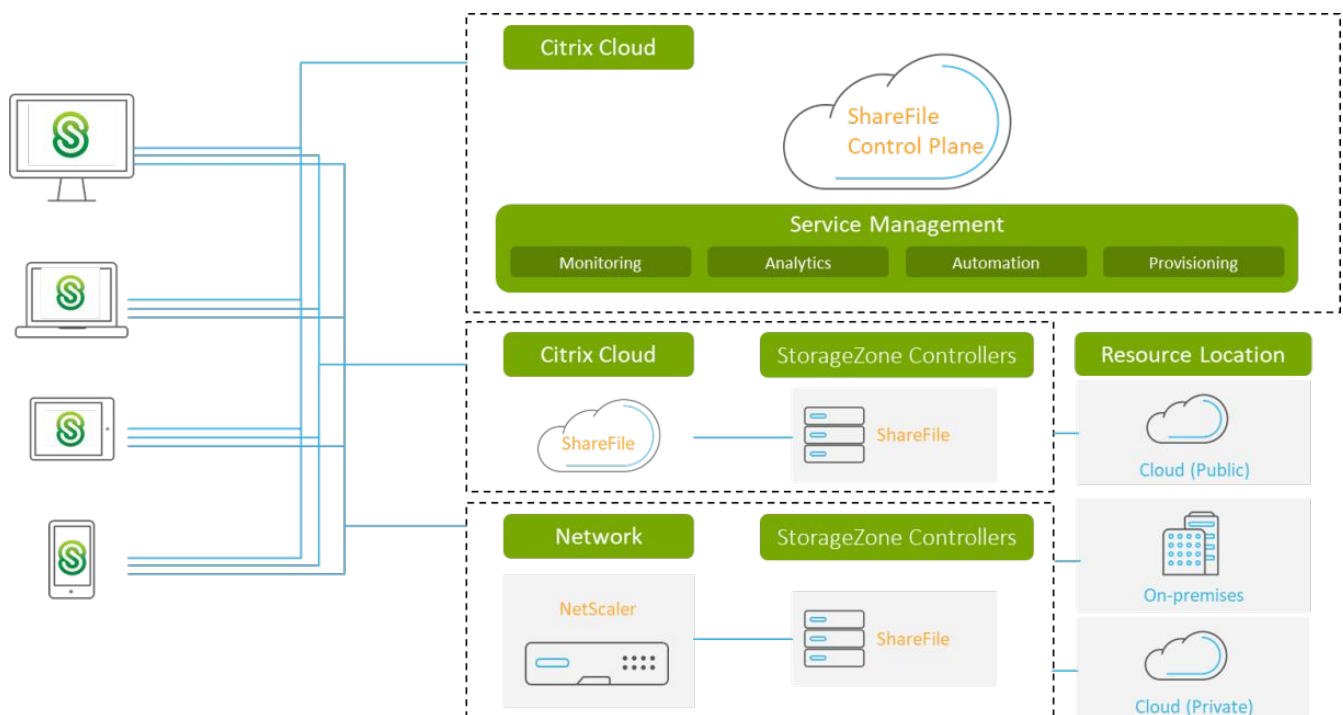 Citrix Cloud
ShareFile
Control Plane
Service Management
Monitoring
Analytics
Automation
Provisioning
Citrix Cloud
StorageZone Controllers
Resource Location
ShareFile
ShareFile
Cloud (Public)
Network
StorageZone Controllers
NetScaler
ShareFile
On-premises
Cloud (Private)